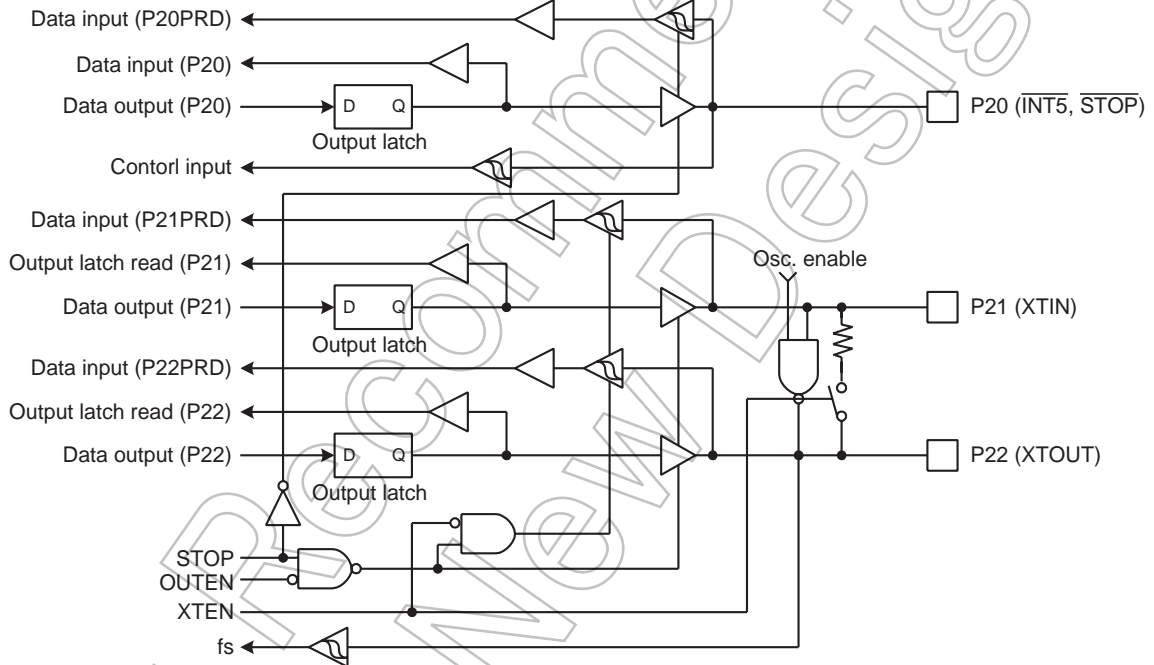 Data input (P20PRD)
Data input (P20)
Data output (P20)
D Q
Output latch
P20 (INT5, STOP)
Contorl input
Data input (P21PRD)
Output latch read (P21)
Osc. enable
Data output (P21)
D Q
Output latch
P21 (XTIN)
Data input (P22PRD)
Output latch read (P22)
Data output (P22)
D Q
Output latch
P22 (XTOUT)
STOP
OUTEN
XTEN
fs